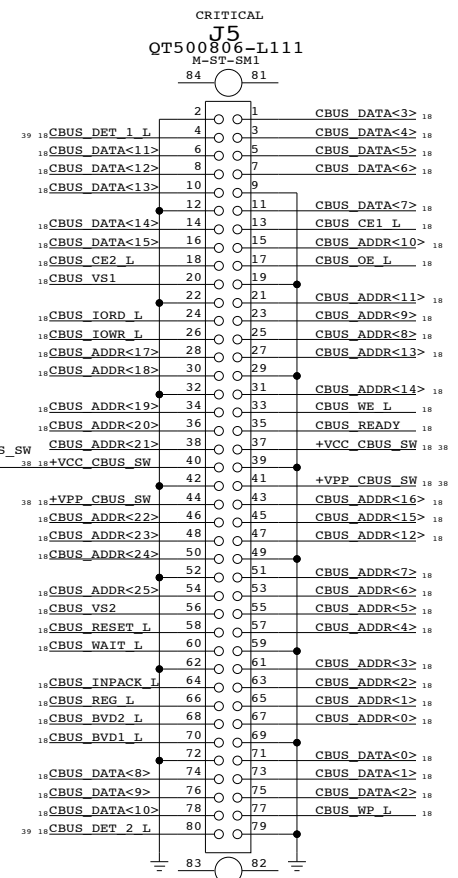 CRITICAL
J5
QT500806-L111
M-ST-SM1
84 81
2 1 CBUS_DATA<3> 18
39 18 CBUS_DET_1_L 4 3 CBUS_DATA<4> 18
18 CBUS_DATA<11> 6 5 CBUS_DATA<5> 18
18 CBUS_DATA<12> 8 7 CBUS_DATA<6> 18
18 CBUS_DATA<13> 10 9
12 11 CBUS_DATA<7> 18
18 CBUS_DATA<14> 14 13 CBUS_CE1_L 18
18 CBUS_DATA<15> 16 15 CBUS_ADDR<10> 18
18 CBUS_CE2_L 18 17 CBUS_OE_L 18
18 CBUS_VS1 20 19
22 21 CBUS_ADDR<11> 18
18 CBUS_IORD_L 24 23 CBUS_ADDR<9> 18
18 CBUS_IOWR_L 26 25 CBUS_ADDR<8> 18
18 CBUS_ADDR<17> 28 27 CBUS_ADDR<13> 18
18 CBUS_ADDR<18> 30 29
32 31 CBUS_ADDR<14> 18
18 CBUS_ADDR<19> 34 33 CBUS_WE_L 18
18 CBUS_ADDR<20> 36 35 CBUS_READY 18
S_SW 18 CBUS_ADDR<21> 38 37 +VCC_CBUS_SW 18 38
38 18 +VCC_CBUS_SW 40 39
42 41 +VPP_CBUS_SW 18 38
38 18 +VPP_CBUS_SW 44 43 CBUS_ADDR<16> 18
18 CBUS_ADDR<22> 46 45 CBUS_ADDR<15> 18
18 CBUS_ADDR<23> 48 47 CBUS_ADDR<12> 18
18 CBUS_ADDR<24> 50 49
52 51 CBUS_ADDR<7> 18
18 CBUS_ADDR<25> 54 53 CBUS_ADDR<6> 18
18 CBUS_VS2 56 55 CBUS_ADDR<5> 18
18 CBUS_RESET_L 58 57 CBUS_ADDR<4> 18
18 CBUS_WAIT_L 60 59
62 61 CBUS_ADDR<3> 18
18 CBUS_INPACK_L 64 63 CBUS_ADDR<2> 18
18 CBUS_REG_L 66 65 CBUS_ADDR<1> 18
18 CBUS_BVD2_L 68 67 CBUS_ADDR<0> 18
18 CBUS_BVD1_L 70 69
72 71 CBUS_DATA<0> 18
18 CBUS_DATA<8> 74 73 CBUS_DATA<1> 18
18 CBUS_DATA<9> 76 75 CBUS_DATA<2> 18
18 CBUS_DATA<10> 78 77 CBUS_WP_L 18
39 18 CBUS_DET_2_L 80 79
83 82